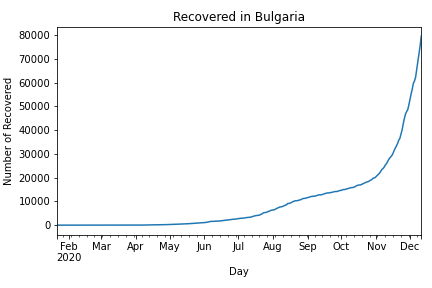 Recovered in Bulgaria
Number of Recovered
80000
70000
60000
50000
40000
30000
20000
10000
0
Feb Mar Apr May Jun Jul Aug Sep Oct Nov Dec
2020
Day